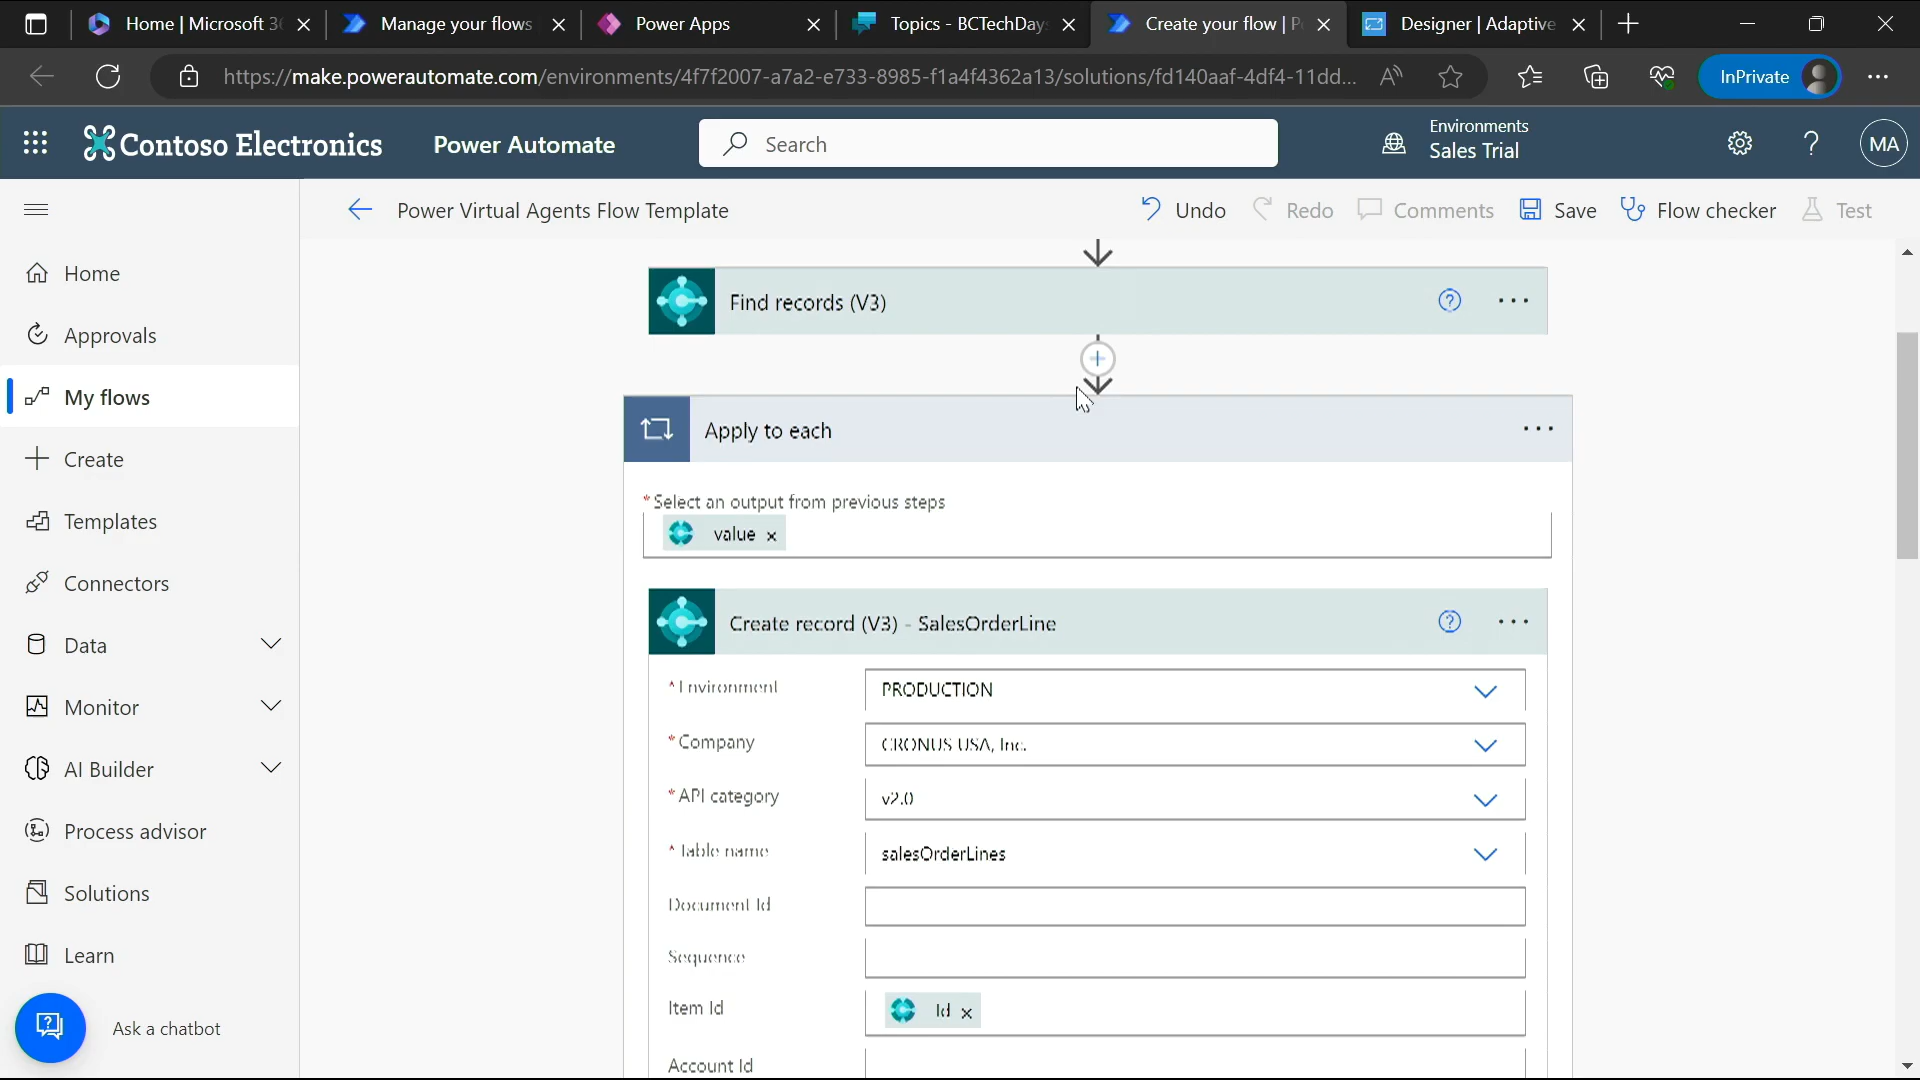 Home | Microsoft 3
Manage your flows
Power Apps
Topics - BCTechDay
Create your flow | P
Designer | Adaptive
https://make.powerautomate.com/environments/4f7f2007-a7a2-e733-8985-f1a4f4362a13/solutions/fd140aaf-4df4-11dd...
InPrivate
Contoso Electronics
Power Automate
Search
Environments
Sales Trial
MA
Power Virtual Agents Flow Template
Undo
Redo
Comments
Save
Flow checker
Test
Home
Approvals
My flows
Create
Templates
Connectors
Data
Monitor
AI Builder
Process advisor
Solutions
Learn
Ask a chatbot
Find records (V3)
Apply to each
* Select an output from previous steps
value
Create record (V3) - SalesOrderLine
* Environment
PRODUCTION
* Company
CRONUS USA, Inc.
* API category
v2.0
* Table name
salesOrderLines
Document Id
Sequence
Item Id
Id
Account Id